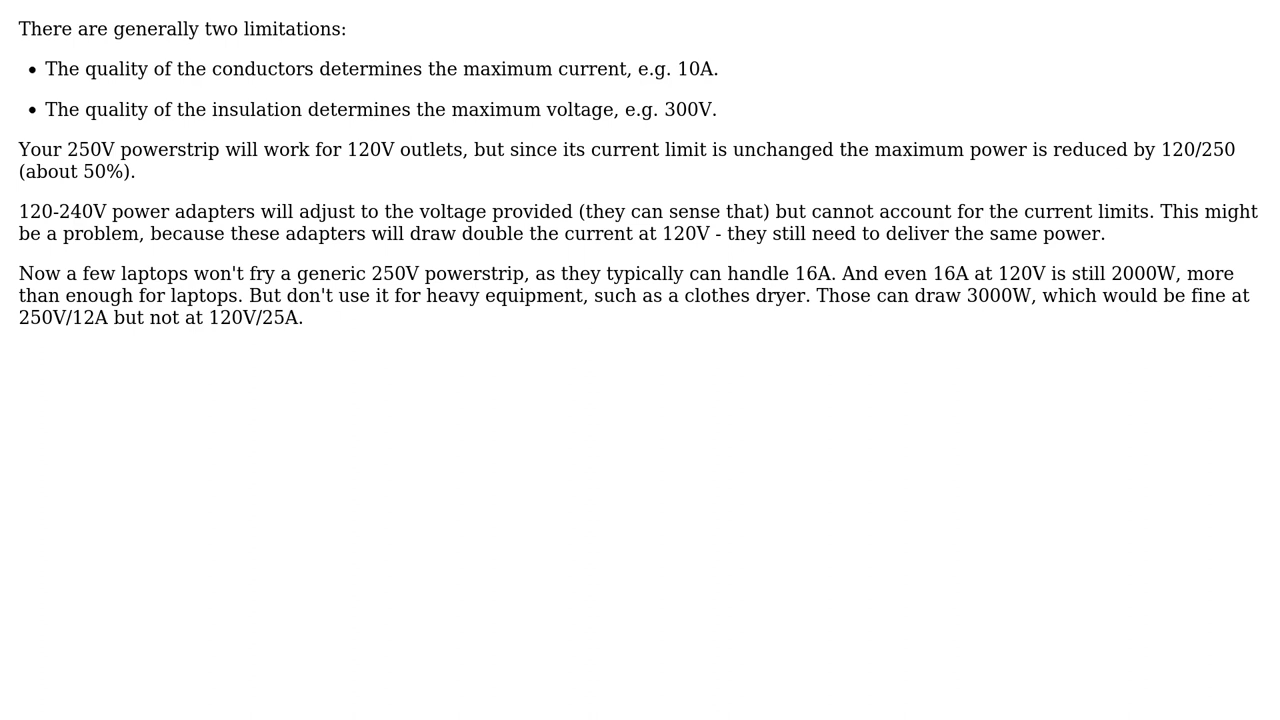 There are generally two limitations:
• The quality of the conductors determines the maximum current, e.g. 10A.
• The quality of the insulation determines the maximum voltage, e.g. 300V.
Your 250V powerstrip will work for 120V outlets, but since its current limit is unchanged the maximum power is reduced by 120/250
(about 50%).
120-240V power adapters will adjust to the voltage provided (they can sense that) but cannot account for the current limits. This might
be a problem, because these adapters will draw double the current at 120V - they still need to deliver the same power.
Now a few laptops won't fry a generic 250V powerstrip, as they typically can handle 16A. And even 16A at 120V is still 2000W, more
than enough for laptops. But don't use it for heavy equipment, such as a clothes dryer. Those can draw 3000W, which would be fine at
250V/12A but not at 120V/25A.